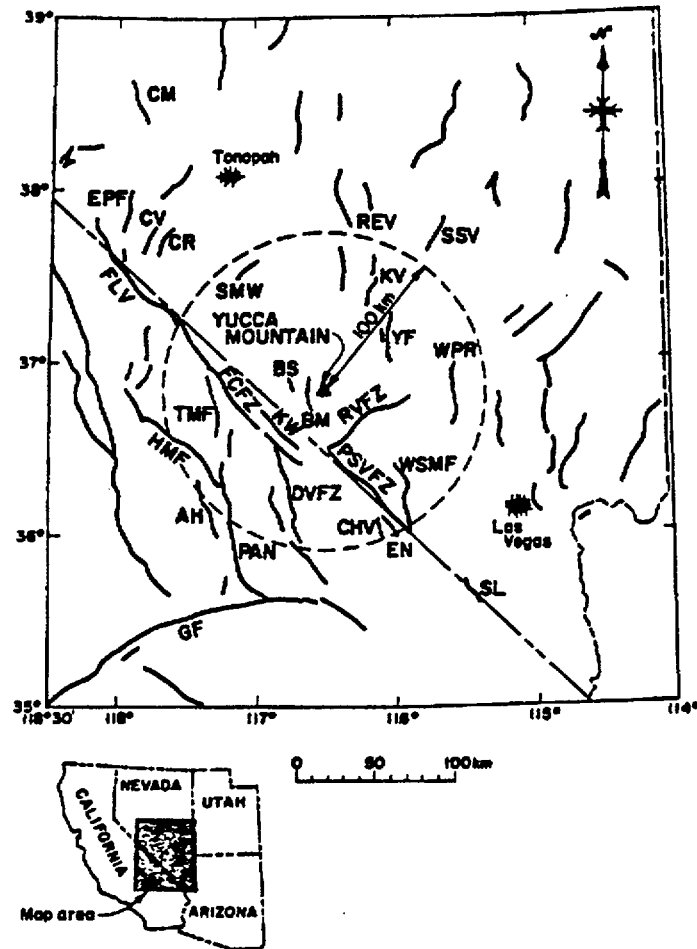 39°
N
CM
Tonopah
38°
EPF
CV
CR
REV
SSV
FLV
SMW
KV
100 km
YUCCA
MOUNTAIN
YF
WPR
37°
BS
FCFZ
KW
BM
RVFZ
TMF
HMF
PSVFZ
WSMF
DVFZ
AH
CHV
EN
36°
Las
Vegas
PAN
SL
GF
35°
118°30'
118°
117°
116°
115°
114°
0
50
100 km
NEVADA
UTAH
CALIFORNIA
ARIZONA
Map area